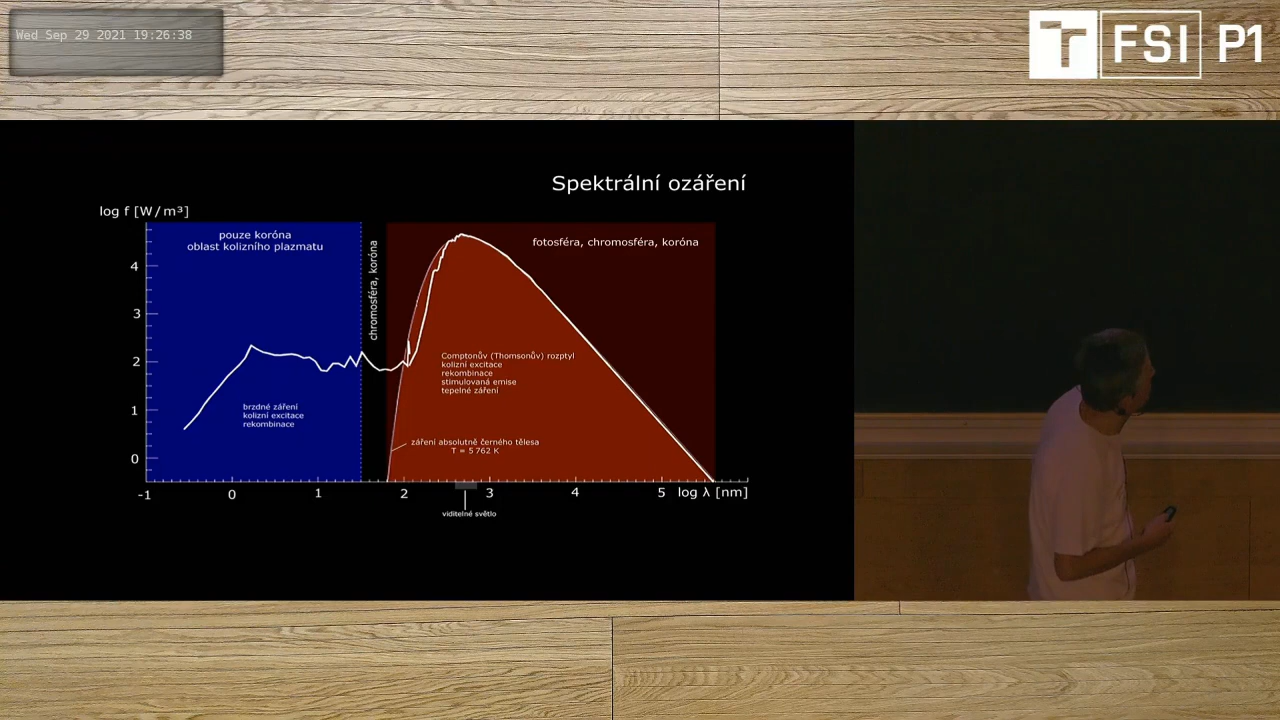 Wed Sep 29 2021 19:26:38
T FSI P1
Spektrální ozáření
log f [W/m³]
pouze koróna
oblast kolizního plazmatu
chromosféra, koróna
fotosféra, chromosféra, koróna
4
3
2
1
0
Comptonův (Thomsonův) rozptyl
kolizní excitace
rekombinace
stimulovaná emise
tepelné záření
brzdné záření
kolizní excitace
rekombinace
záření absolutně černého tělesa
T = 5 762 K
-1 0 1 2 3 4 5 log λ [nm]
viditelné světlo